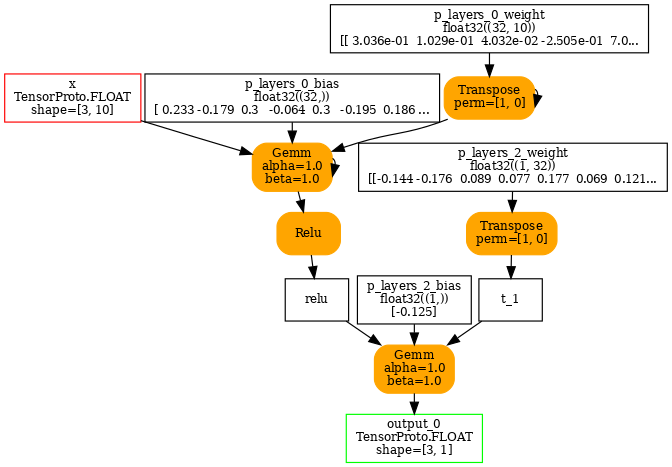 p_layers_0_weight
float32((32, 10))
[[ 3.036e-01  1.029e-01  4.032e-02 -2.505e-01  7.0...
x
TensorProto.FLOAT
shape=[3, 10]
p_layers_0_bias
float32((32,))
[ 0.233 -0.179  0.3   -0.064  0.3   -0.195  0.186 ...
Transpose
perm=[1, 0]
Gemm
alpha=1.0
beta=1.0
p_layers_2_weight
float32((1, 32))
[[-0.144 -0.176  0.089  0.077  0.177  0.069  0.121...
Relu
Transpose
perm=[1, 0]
relu
p_layers_2_bias
float32((1,))
[-0.125]
t_1
Gemm
alpha=1.0
beta=1.0
output_0
TensorProto.FLOAT
shape=[3, 1]